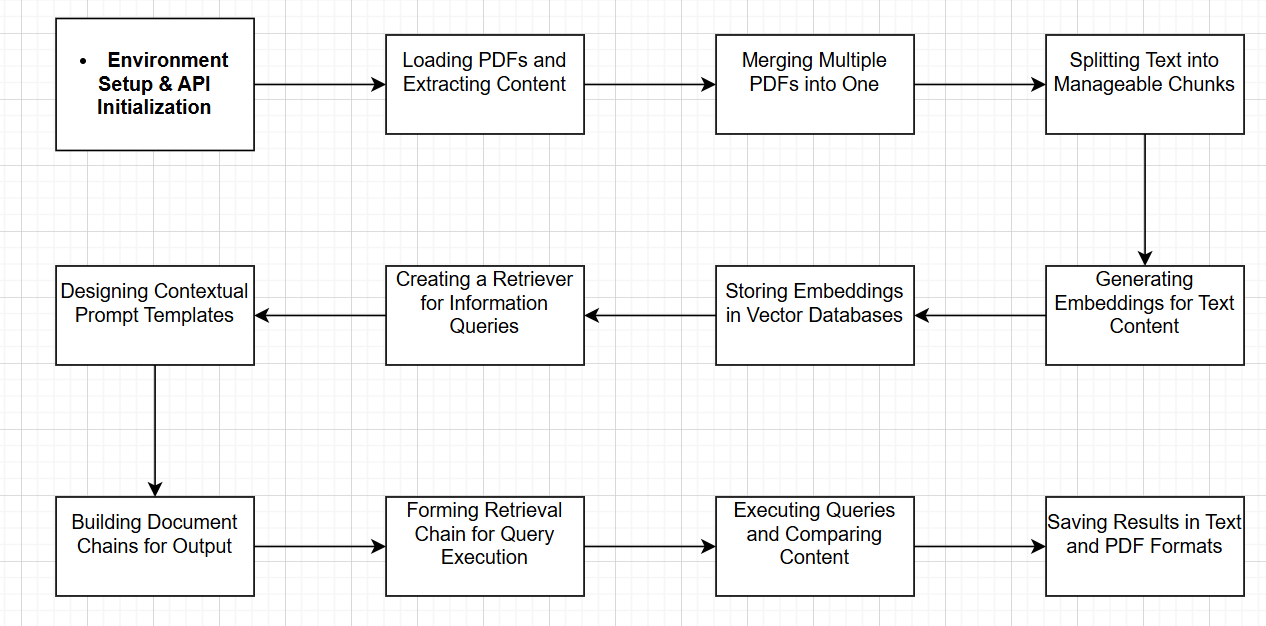 • Environment
Setup & API
Initialization
Loading PDFs and
Extracting Content
Merging Multiple
PDFs into One
Splitting Text into
Manageable Chunks
Generating
Embeddings for Text
Content
Storing Embeddings
in Vector Databases
Creating a Retriever
for Information
Queries
Designing Contextual
Prompt Templates
Building Document
Chains for Output
Forming Retrieval
Chain for Query
Execution
Executing Queries
and Comparing
Content
Saving Results in Text
and PDF Formats